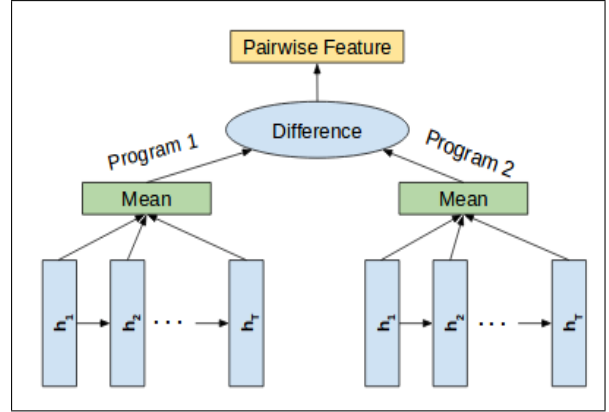 Pairwise Feature
Difference
Program 1
Program 2
Mean
Mean
h1
h2
. . .
hT
h1
h2
. . .
hT